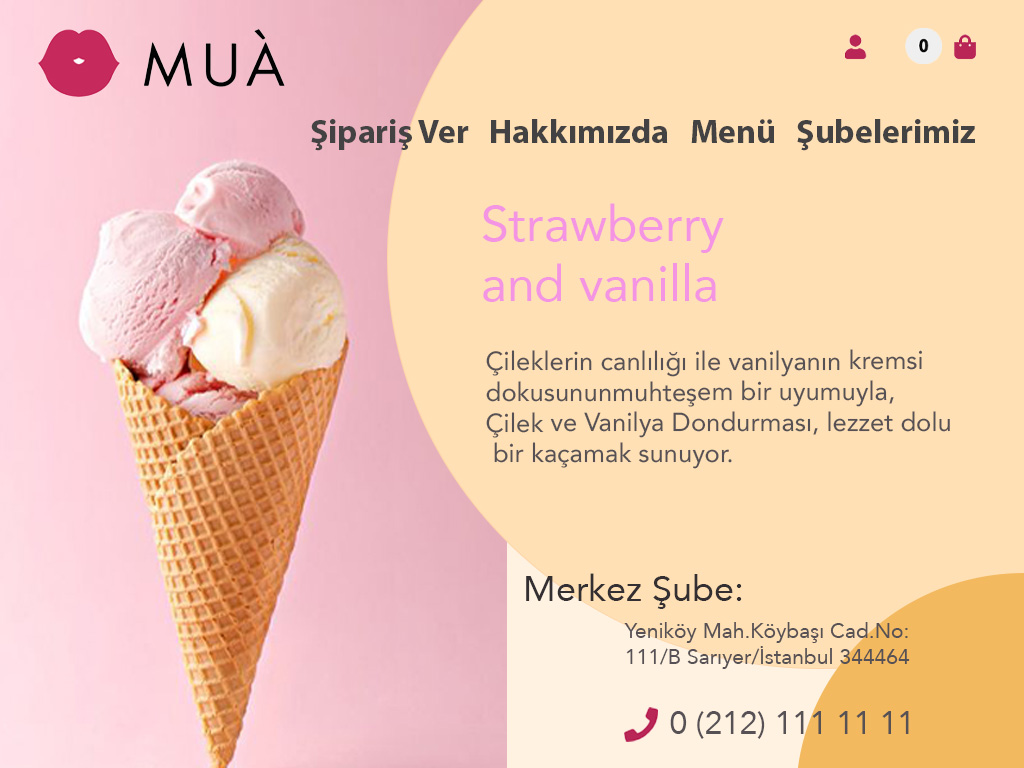 MUÀ
0
Şipariş Ver Hakkımızda Menü Şubelerimiz
Strawberry
and vanilla
Çileklerin canlılığı ile vanilyanın kremsi
dokusununmuhteşem bir uyumuyla,
Çilek ve Vanilya Dondurması, lezzet dolu
bir kaçamak sunuyor.
Merkez Şube:
Yeniköy Mah.Köybaşı Cad.No:
111/B Sarıyer/İstanbul 344464
0 (212) 111 11 11